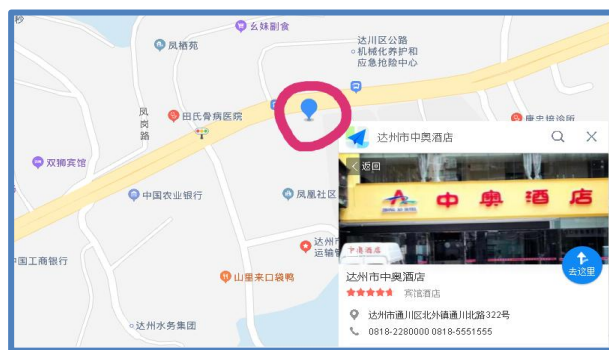 秒
凤栖苑
幺妹副食
达川区公路
机械化养护和
应急抢险中心
凤岗路
田氏骨病医院
双狮宾馆
中国农业银行
凤凰社区
达州市
运输管
国工商银行
山里来口袋鸭
达州水务集团
达州市中奥酒店
返回
中奥酒店
中奥酒店
去这里
达州市中奥酒店
宾馆酒店
达州市通川区北外镇通川北路322号
0818-2280000 0818-5551555